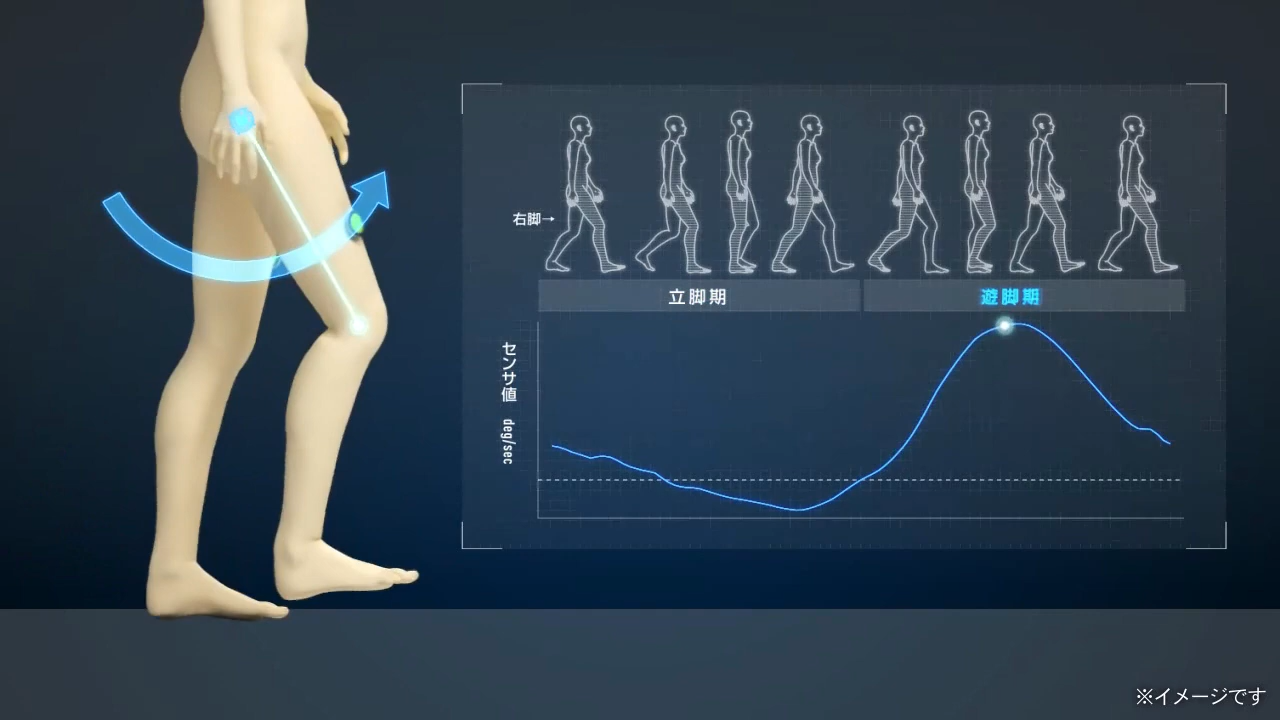 右脚→
立脚期
遊脚期
センサ値 deg/sec
※イメージです